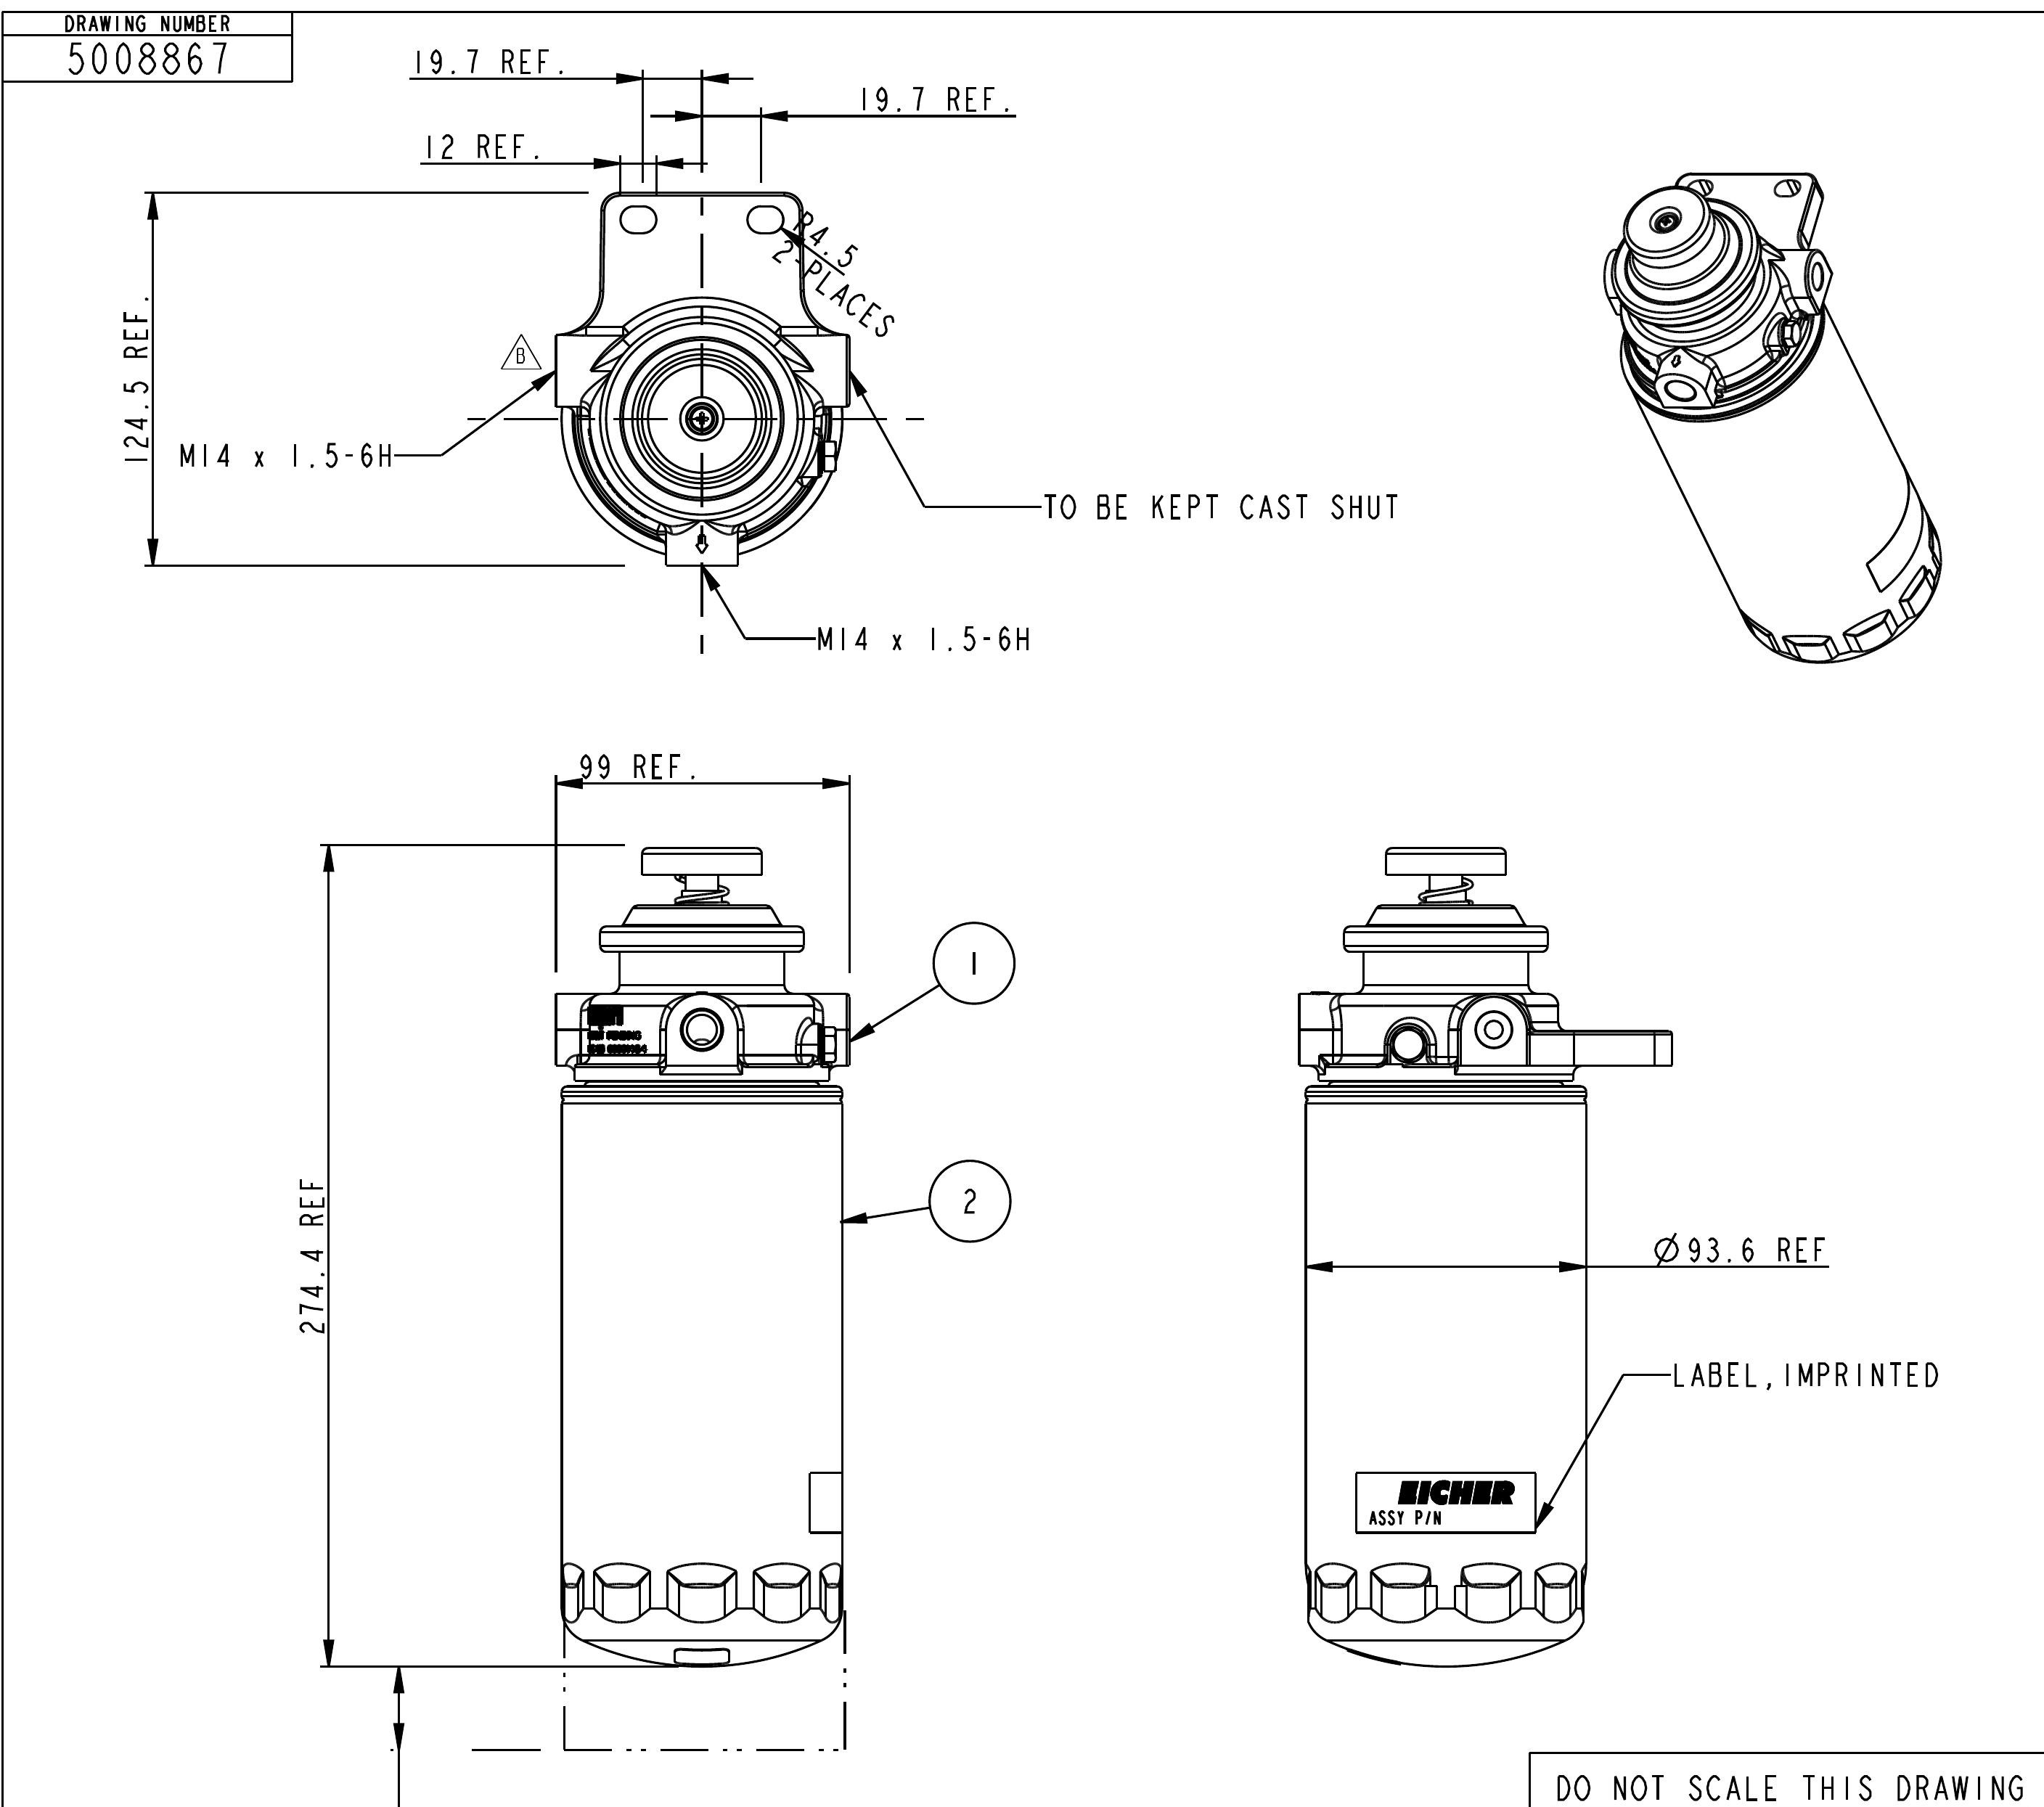 DRAWING NUMBER
5008867
19.7 REF.
19.7 REF.
12 REF.
R4.5
2-PLACES
124.5 REF.
B
M14 x 1.5-6H
TO BE KEPT CAST SHUT
M14 x 1.5-6H
99 REF.
1
2
274.4 REF
Ø93.6 REF
LABEL,IMPRINTED
EICHER
ASSY P/N
DO NOT SCALE THIS DRAWING